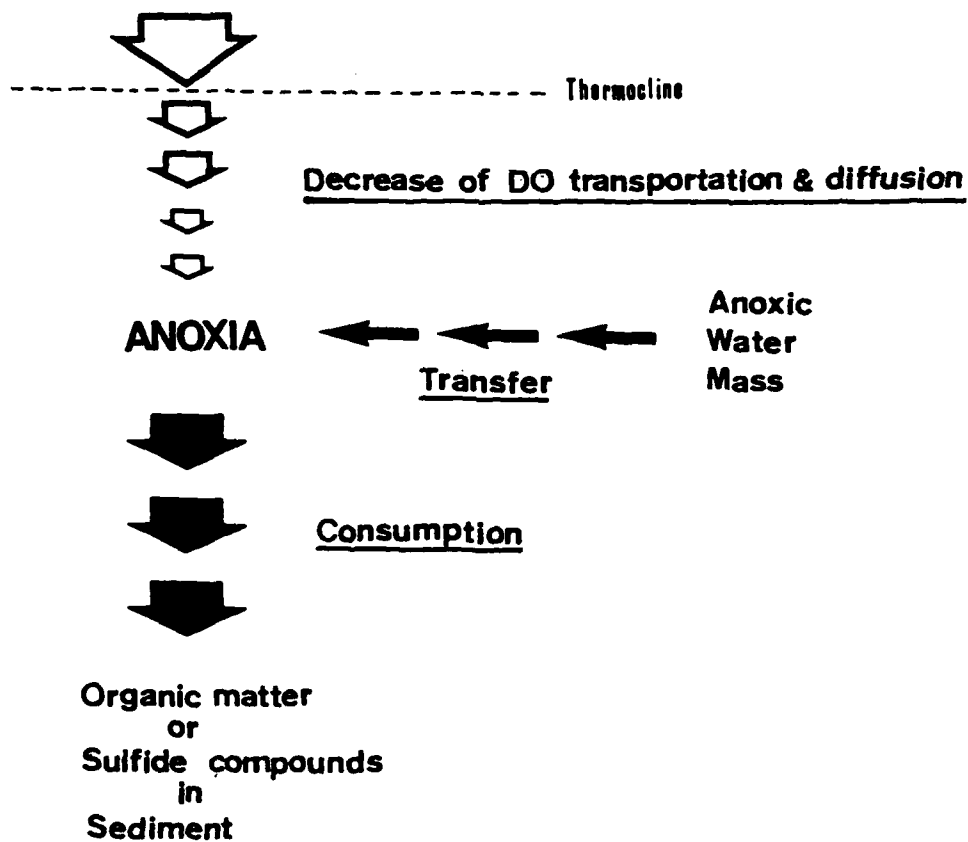 Thermocline
Decrease of DO transportation & diffusion
ANOXIA
Anoxic
Water
Mass
Transfer
Consumption
Organic matter
or
Sulfide compounds
in
Sediment